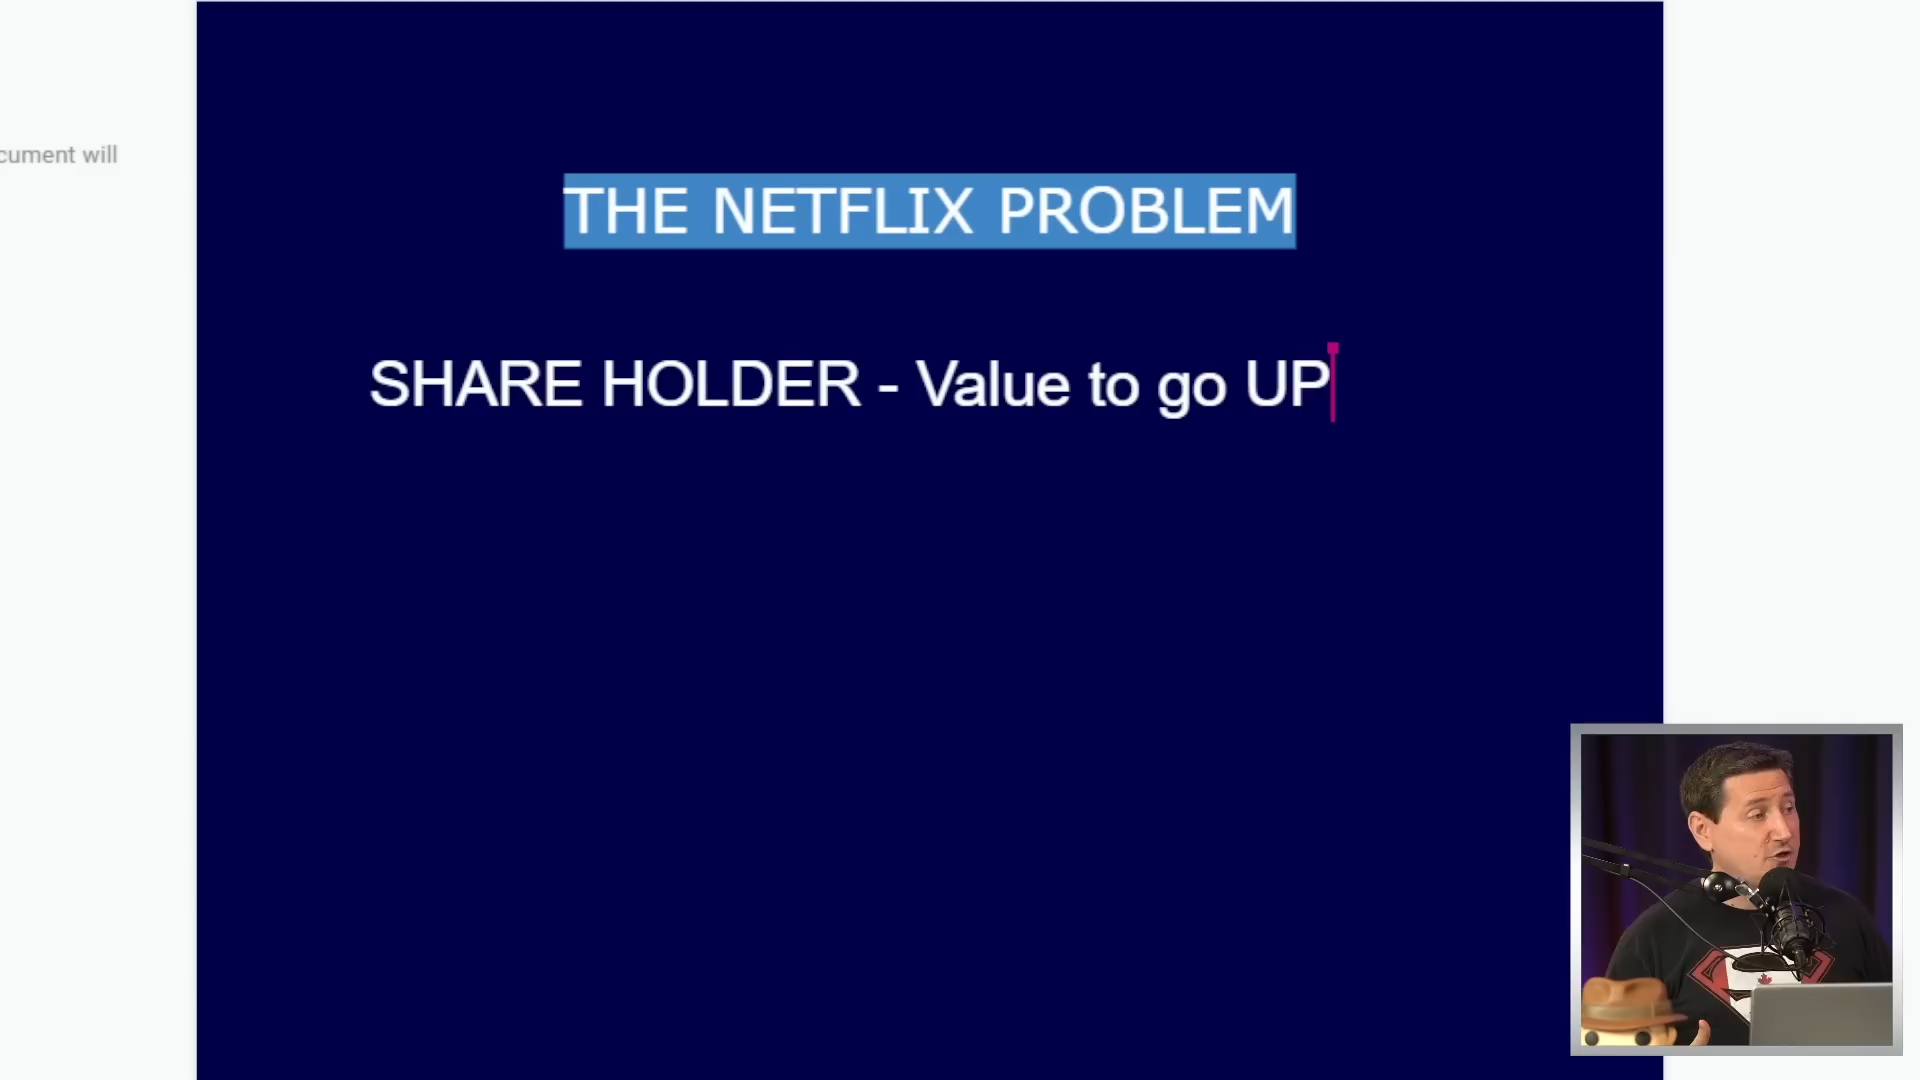 cument will
THE NETFLIX PROBLEM
SHARE HOLDER - Value to go UP